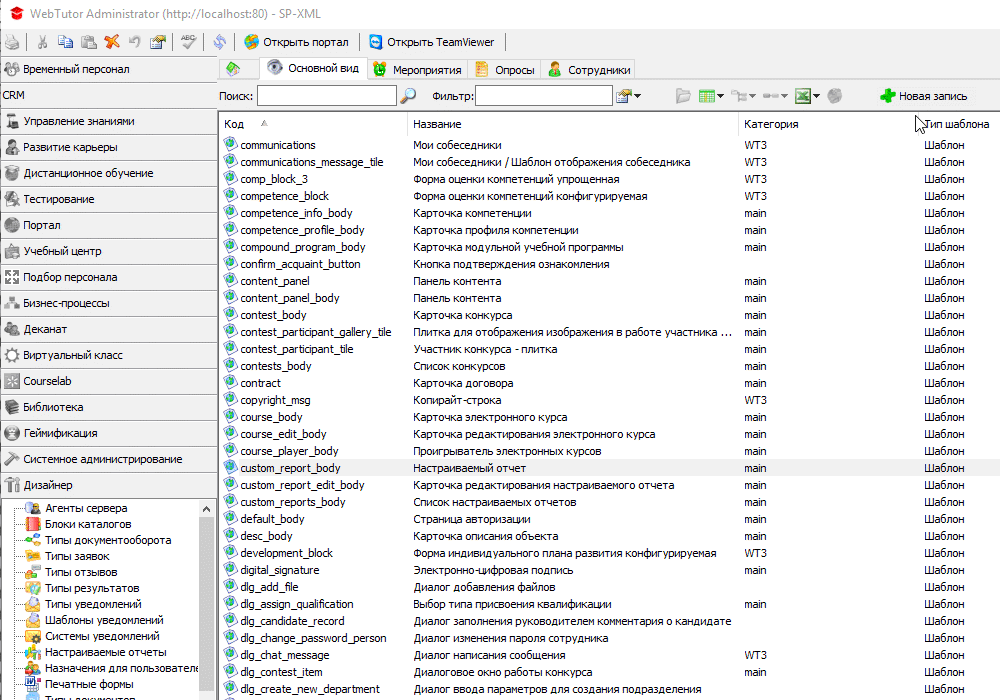 WebTutor Administrator (http://localhost:80) - SP-XML
Открыть портал Открыть TeamViewer
Временный персонал
CRM
Управление знаниями
Развитие карьеры
Дистанционное обучение
Тестирование
Портал
Учебный центр
Подбор персонала
Бизнес-процессы
Деканат
Виртуальный класс
Courselab
Библиотека
Геймификация
Системное администрирование
Дизайнер
Агенты сервера
Блоки каталогов
Типы документооборота
Типы заявок
Типы отзывов
Типы результатов
Типы уведомлений
Шаблоны уведомлений
Системы уведомлений
Настраиваемые отчеты
Назначения для пользователе
Печатные формы
Типы документов
Основной вид Мероприятия Опросы Сотрудники
Поиск: Фильтр: Новая запись
Код Название Категория Тип шаблона
communications Мои собеседники WT3 Шаблон
communications_message_tile Мои собеседники / Шаблон отображения собеседника WT3 Шаблон
comp_block_3 Форма оценки компетенций упрощенная WT3 Шаблон
competence_block Форма оценки компетенций конфигурируемая WT3 Шаблон
competence_info_body Карточка компетенции main Шаблон
competence_profile_body Карточка профиля компетенции main Шаблон
compound_program_body Карточка модульной учебной программы main Шаблон
confirm_acquaint_button Кнопка подтверждения ознакомления Шаблон
content_panel Панель контента main Шаблон
content_panel_body Панель контента main Шаблон
contest_body Карточка конкурса main Шаблон
contest_participant_gallery_tile Плитка для отображения изображения в работе участника ... main Шаблон
contest_participant_tile Участник конкурса - плитка main Шаблон
contests_body Список конкурсов main Шаблон
contract Карточка договора main Шаблон
copyright_msg Копирайт-строка WT3 Шаблон
course_body Карточка электронного курса main Шаблон
course_edit_body Карточка редактирования электронного курса main Шаблон
course_player_body Проигрыватель электронных курсов main Шаблон
custom_report_body Настраиваемый отчет main Шаблон
custom_report_edit_body Карточка редактирования настраиваемого отчета main Шаблон
custom_reports_body Список настраиваемых отчетов main Шаблон
default_body Страница авторизации main Шаблон
desc_body Карточка описания объекта main Шаблон
development_block Форма индивидуального плана развития конфигурируемая WT3 Шаблон
digital_signature Электронно-цифровая подпись main Шаблон
dlg_add_file Диалог добавления файлов Шаблон
dlg_assign_qualification Выбор типа присвоения квалификации main Шаблон
dlg_candidate_record Диалог заполнения руководителем комментария о кандидате Шаблон
dlg_change_password_person Диалог изменения пароля сотрудника Шаблон
dlg_chat_message Диалог написания сообщения WT3 Шаблон
dlg_contest_item Диалоговое окно работы конкурса main Шаблон
dlg_create_new_department Диалог ввода параметров для создания подразделения Шаблон